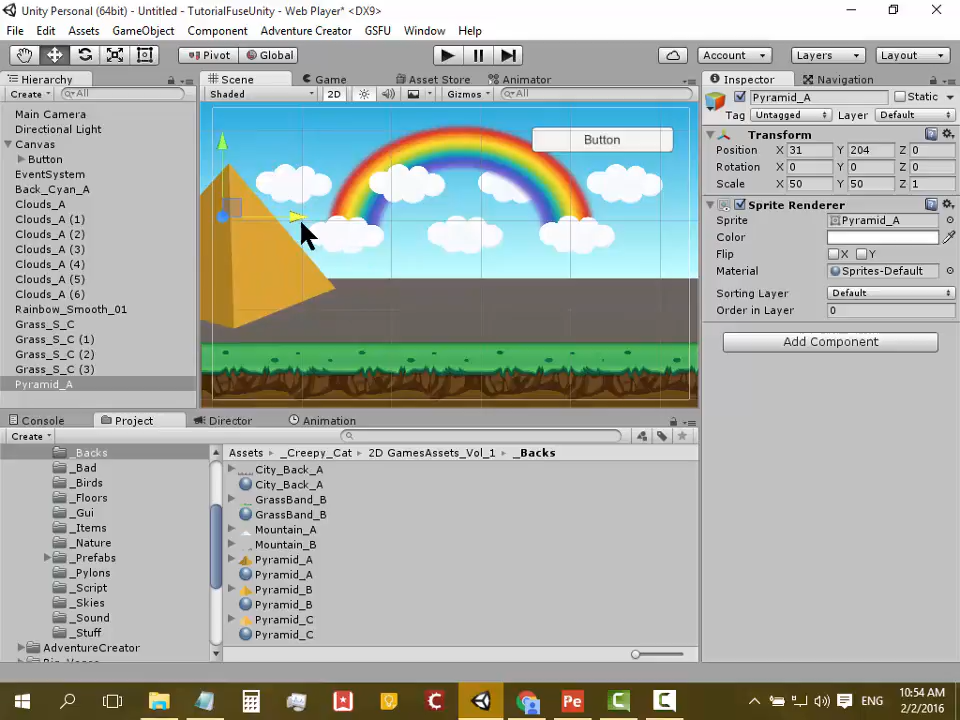 Unity Personal (64bit) - Untitled - TutorialFuseUnity - Web Player* <DX9>
File Edit Assets GameObject Component Adventure Creator GSFU Window Help
Pivot Global Account Layers Layout
Hierarchy Scene Game Asset Store Animator Inspector Navigation
Create All Shaded 2D Gizmos All Pyramid_A Static
Tag Untagged Layer Default
Main Camera
Directional Light
Canvas
Button
EventSystem
Back_Cyan_A
Clouds_A
Clouds_A (1)
Clouds_A (2)
Clouds_A (3)
Clouds_A (4)
Clouds_A (5)
Clouds_A (6)
Rainbow_Smooth_01
Grass_S_C
Grass_S_C (1)
Grass_S_C (2)
Grass_S_C (3)
Pyramid_A
Button
Transform
Position X 31 Y 204 Z 0
Rotation X 0 Y 0 Z 0
Scale X 50 Y 50 Z 1
Sprite Renderer
Sprite Pyramid_A
Color
Flip X Y
Material Sprites-Default
Sorting Layer Default
Order in Layer 0
Add Component
Console Project Director Animation
Create
Assets _Creepy_Cat 2D GamesAssets_Vol_1 _Backs
_Backs
_Bad
_Birds
_Floors
_Gui
_Items
_Nature
_Prefabs
_Pylons
_Script
_Skies
_Sound
_Stuff
AdventureCreator
City_Back_A
City_Back_A
GrassBand_B
GrassBand_B
Mountain_A
Mountain_B
Pyramid_A
Pyramid_A
Pyramid_B
Pyramid_B
Pyramid_C
Pyramid_C
Pe
ENG
10:54 AM
2/2/2016